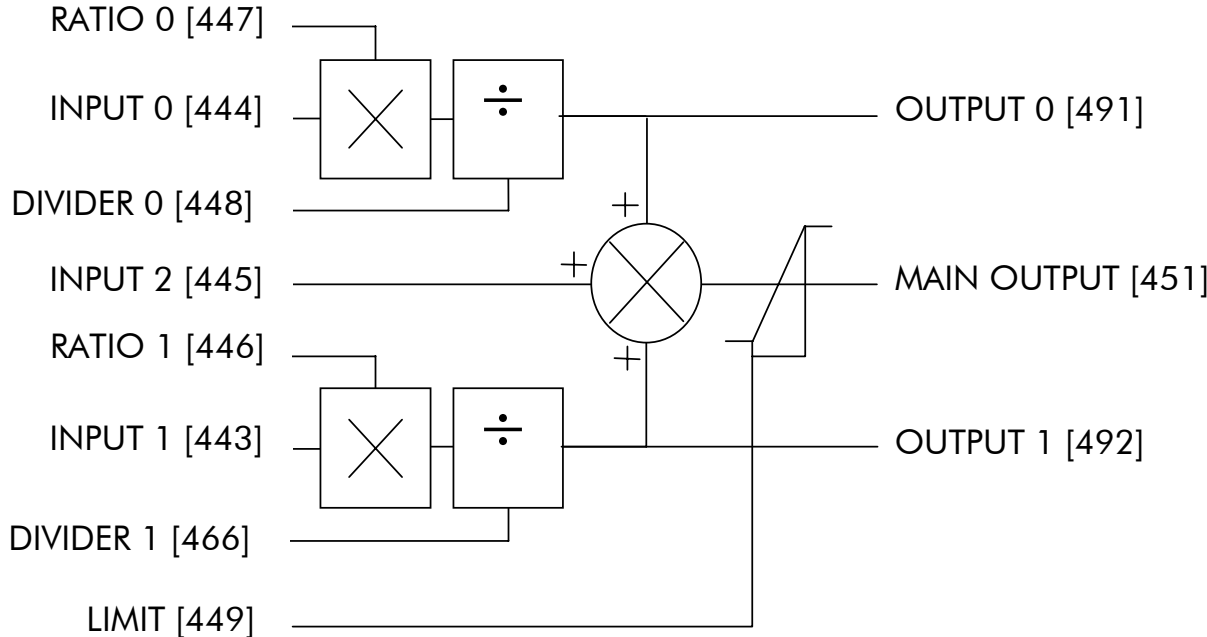 RATIO 0 [447]
INPUT 0 [444]
OUTPUT 0 [491]
DIVIDER 0 [448]
INPUT 2 [445]
MAIN OUTPUT [451]
RATIO 1 [446]
INPUT 1 [443]
OUTPUT 1 [492]
DIVIDER 1 [466]
LIMIT [449]